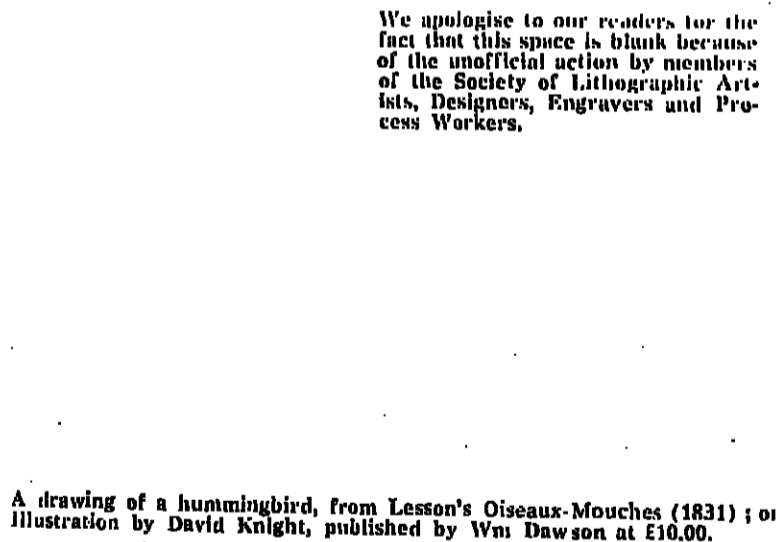 We apologise to our readers for the
fact that this space is blank because
of the unofficial action by members
of the Society of Lithographic Art-
ists, Designers, Engravers and Pro-
cess Workers.
A drawing of a hummingbird, from Lesson's Oiseaux-Mouches (1831) ;
Illustration by David Knight, published by Wm Dawson at £10.00.